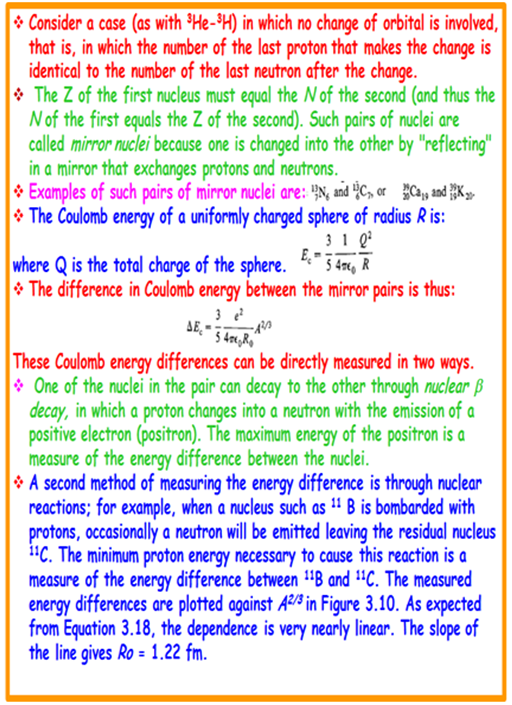 ❖ Consider a case (as with ³He-³H) in which no change of orbital is involved,
that is, in which the number of the last proton that makes the change is
identical to the number of the last neutron after the change.
❖ The Z of the first nucleus must equal the N of the second (and thus the
N of the first equals the Z of the second). Such pairs of nuclei are
called mirror nuclei because one is changed into the other by "reflecting"
in a mirror that exchanges protons and neutrons.
❖ Examples of such pairs of mirror nuclei are: ¹³₇N₆ and ¹³₆C₇, or ³⁹₂₀Ca₁₉ and ³⁹₁₉K₂₀.
❖ The Coulomb energy of a uniformly charged sphere of radius R is:
where Q is the total charge of the sphere. E_c = 3/5 1/4πϵ₀ Q²/R
❖ The difference in Coulomb energy between the mirror pairs is thus:
ΔE_c = 3/5 e²/4πϵ₀R₀ A²/³
These Coulomb energy differences can be directly measured in two ways.
❖ One of the nuclei in the pair can decay to the other through nuclear β
decay, in which a proton changes into a neutron with the emission of a
positive electron (positron). The maximum energy of the positron is a
measure of the energy difference between the nuclei.
❖ A second method of measuring the energy difference is through nuclear
reactions; for example, when a nucleus such as ¹¹ B is bombarded with
protons, occasionally a neutron will be emitted leaving the residual nucleus
¹¹C. The minimum proton energy necessary to cause this reaction is a
measure of the energy difference between ¹¹B and ¹¹C. The measured
energy differences are plotted against A²/³ in Figure 3.10. As expected
from Equation 3.18, the dependence is very nearly linear. The slope of
the line gives Ro = 1.22 fm.